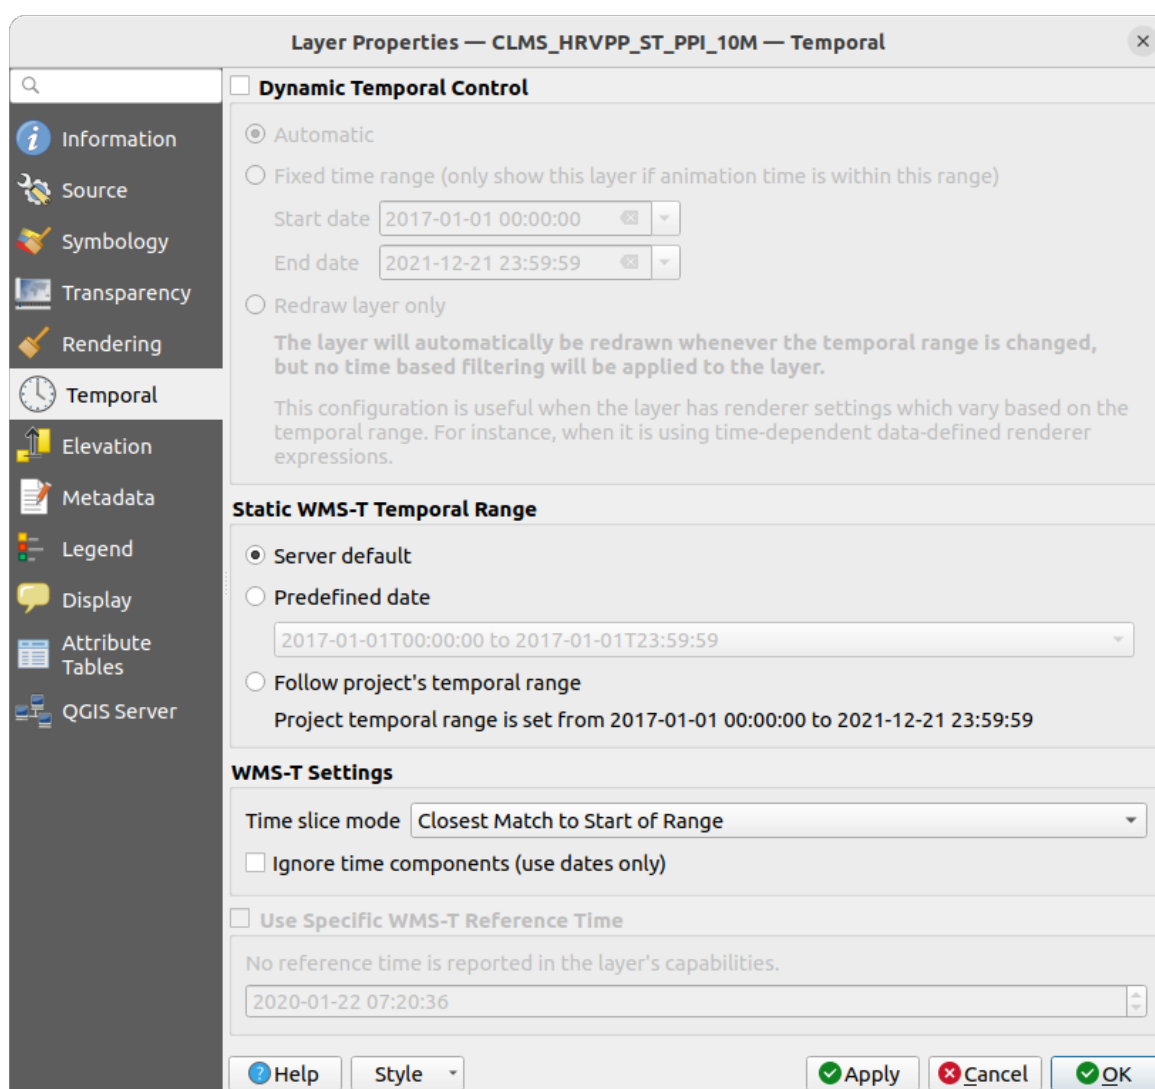 Layer Properties — CLMS_HRVPP_ST_PPI_10M — Temporal
Information
Source
Symbology
Transparency
Rendering
Temporal
Elevation
Metadata
Legend
Display
Attribute
Tables
QGIS Server
Dynamic Temporal Control
Automatic
Fixed time range (only show this layer if animation time is within this range)
Start date 2017-01-01 00:00:00
End date 2021-12-21 23:59:59
Redraw layer only
The layer will automatically be redrawn whenever the temporal range is changed,
but no time based filtering will be applied to the layer.
This configuration is useful when the layer has renderer settings which vary based on the
temporal range. For instance, when it is using time-dependent data-defined renderer
expressions.
Static WMS-T Temporal Range
Server default
Predefined date
2017-01-01T00:00:00 to 2017-01-01T23:59:59
Follow project's temporal range
Project temporal range is set from 2017-01-01 00:00:00 to 2021-12-21 23:59:59
WMS-T Settings
Time slice mode Closest Match to Start of Range
Ignore time components (use dates only)
Use Specific WMS-T Reference Time
No reference time is reported in the layer's capabilities.
2020-01-22 07:20:36
Help Style Apply Cancel OK